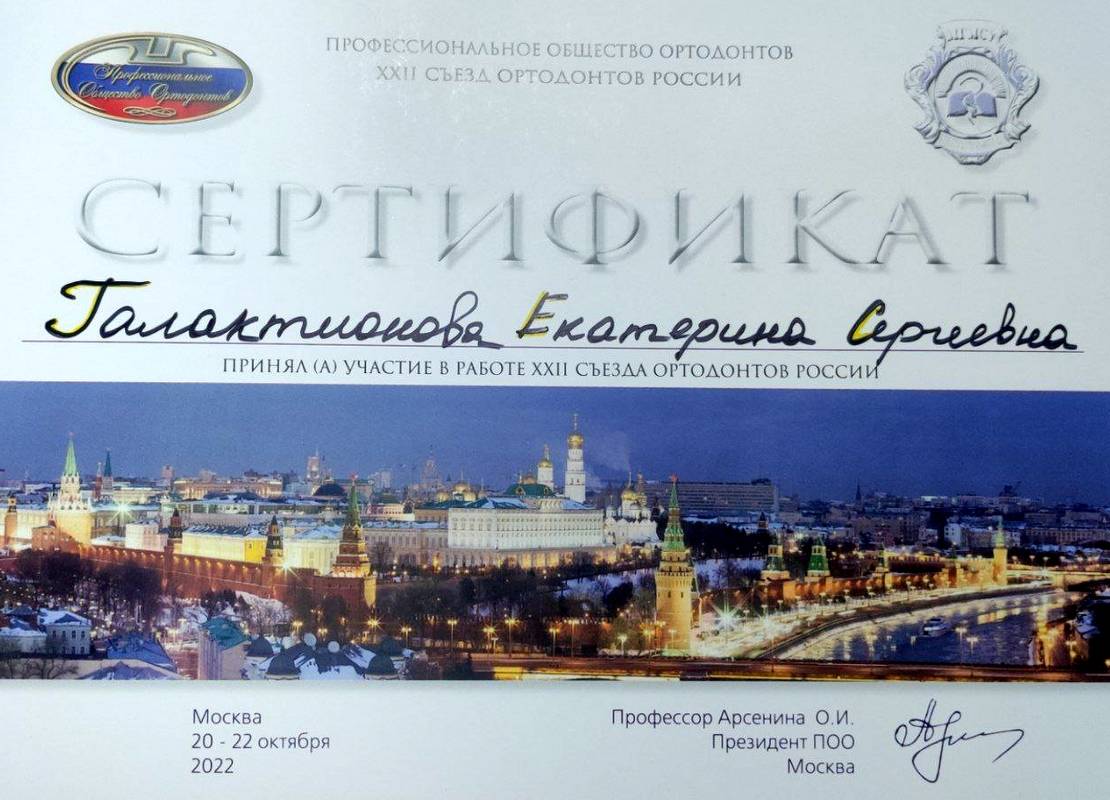 Профессиональное
Общество Ортодонтов
ПРОФЕССИОНАЛЬНОЕ ОБЩЕСТВО ОРТОДОНТОВ
XXII СЪЕЗД ОРТОДОНТОВ РОССИИ
СЕРТИФИКАТ
Галактионова Екатерина Сергеевна
ПРИНЯЛ (А) УЧАСТИЕ В РАБОТЕ XXII СЪЕЗДА ОРТОДОНТОВ РОССИИ
Москва
20 - 22 октября
2022
Профессор Арсенина О.И.
Президент ПОО
Москва